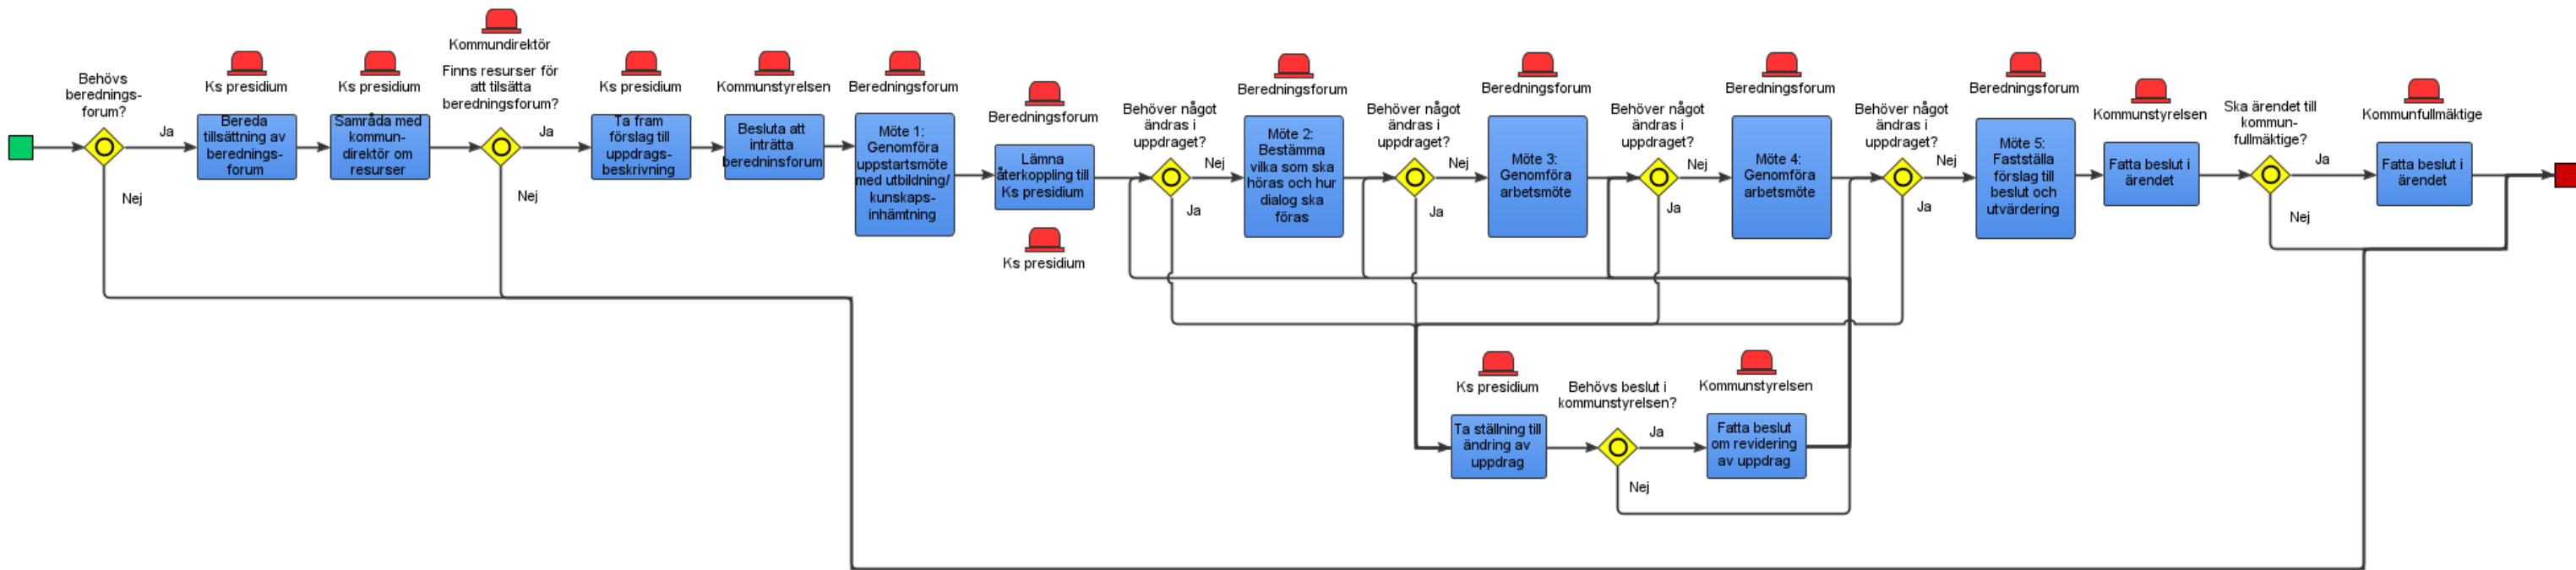 Behövs
berednings-
forum?
Ja
Nej
Ks presidium
Bereda
tillsättning av
berednings-
forum
Ks presidium
Samråda med
kommun-
direktör om
resurser
Kommundirektör
Finns resurser för
att tilsätta
beredningsforum?
Ja
Nej
Ks presidium
Ta fram
förslag till
uppdrags-
beskrivning
Kommunstyrelsen
Besluta att
inträtta
beredninsforum
Beredningsforum
Möte 1:
Genomföra
uppstartsmöte
med utbildning/
kunskaps-
inhämtning
Beredningsforum
Lämna
återkoppling till
Ks presidium
Ks presidium
Behöver något
ändras i
uppdraget?
Nej
Ja
Beredningsforum
Möte 2:
Bestämma
vilka som ska
höras och hur
dialog ska
föras
Behöver något
ändras i
uppdraget?
Nej
Ja
Beredningsforum
Möte 3:
Genomföra
arbetsmöte
Behöver något
ändras i
uppdraget?
Nej
Ja
Beredningsforum
Möte 4:
Genomföra
arbetsmöte
Behöver något
ändras i
uppdraget?
Nej
Ja
Beredningsforum
Möte 5:
Fastställa
förslag till
beslut och
utvärdering
Kommunstyrelsen
Fatta beslut i
ärendet
Ska ärendet till
kommun-
fullmäktige?
Ja
Nej
Kommunfullmäktige
Fatta beslut i
ärendet
Ks presidium
Ta ställning till
ändring av
uppdrag
Behövs beslut i
kommunstyrelsen?
Ja
Nej
Kommunstyrelsen
Fatta beslut
om revidering
av uppdrag